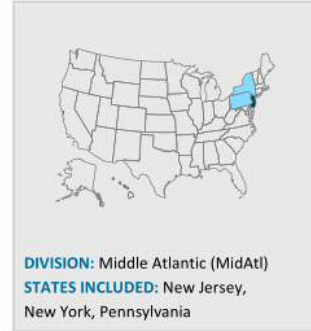 DIVISION: Middle Atlantic (MidAtl)
STATES INCLUDED: New Jersey,
New York, Pennsylvania